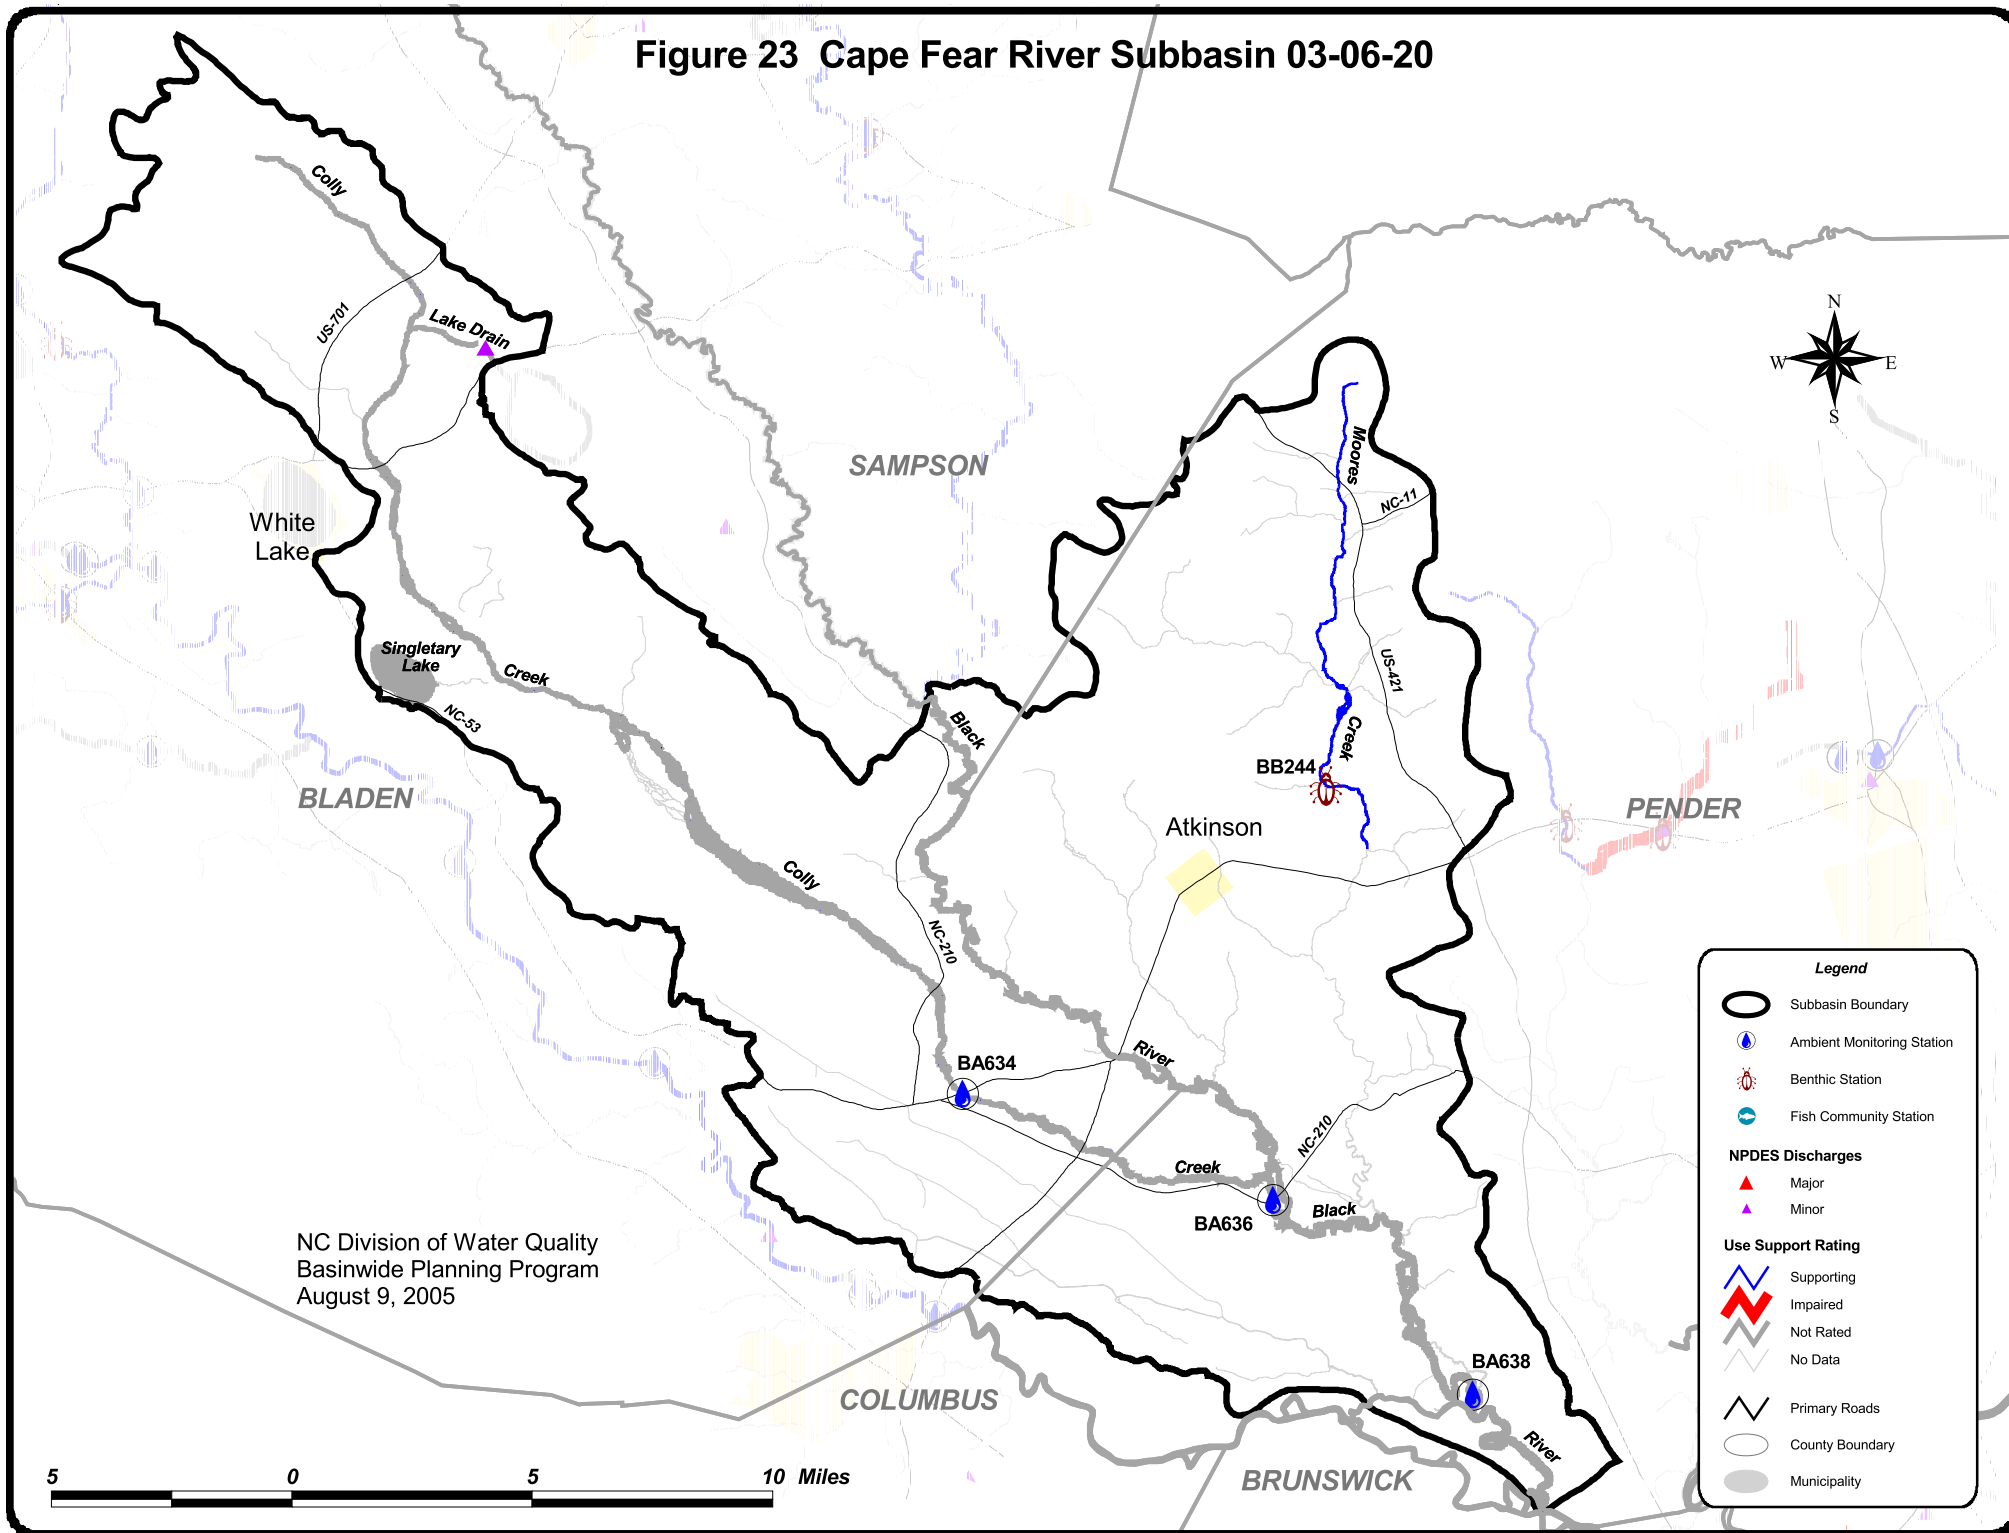 Figure 23  Cape Fear River Subbasin 03-06-20
Colly
US-701
Lake Drain
N
W
E
S
SAMPSON
Moores
NC-11
White
Lake
Singletary
Lake
Creek
NC-53
US-421
Black
Creek
BB244
BLADEN
PENDER
Atkinson
Colly
NC-210
River
BA634
NC-210
Creek
BA636
Black
NC Division of Water Quality
Basinwide Planning Program
August 9, 2005
BA638
COLUMBUS
River
BRUNSWICK
5
0
5
10 Miles
Legend
Subbasin Boundary
Ambient Monitoring Station
Benthic Station
Fish Community Station
NPDES Discharges
Major
Minor
Use Support Rating
Supporting
Impaired
Not Rated
No Data
Primary Roads
County Boundary
Municipality